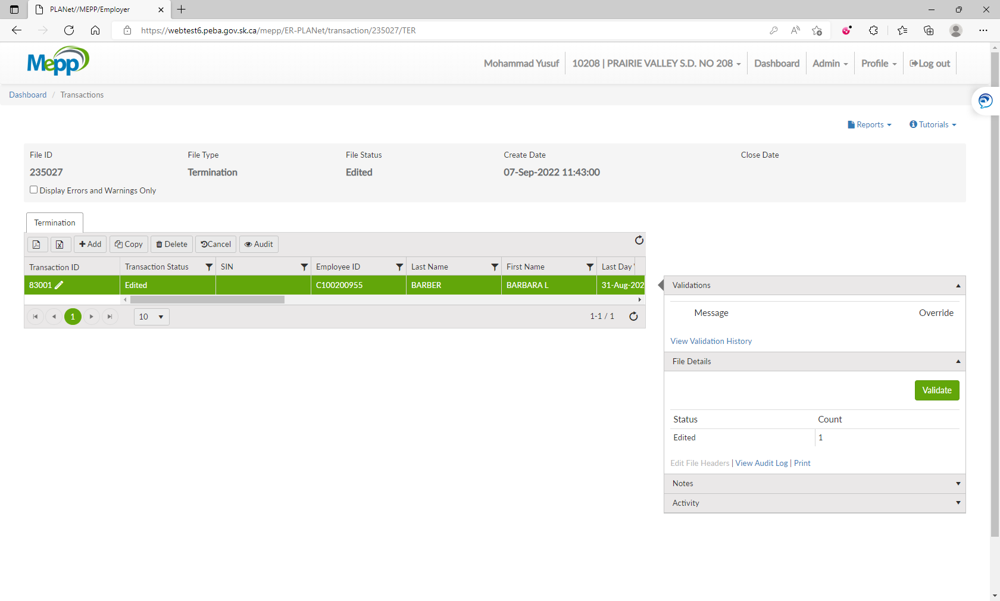 PLANet//MEPP/Employer
https://webtest6.peba.gov.sk.ca/mepp/ER-PLANet/transaction/235027/TER
Mepp
Mohammad Yusuf
10208 | PRAIRIE VALLEY S.D. NO 208
Dashboard
Admin
Profile
Log out
Dashboard / Transactions
Reports
Tutorials
File ID File Type File Status Create Date Close Date
235027 Termination Edited 07-Sep-2022 11:43:00
Display Errors and Warnings Only
Termination
Add Copy Delete Cancel Audit
Transaction ID Transaction Status SIN Employee ID Last Name First Name Last Day
83001 Edited C100200955 BARBER BARBARA L 31-Aug-202
1 10 1-1 / 1
Validations
Message Override
View Validation History
File Details
Validate
Status Count
Edited 1
Edit File Headers | View Audit Log | Print
Notes
Activity